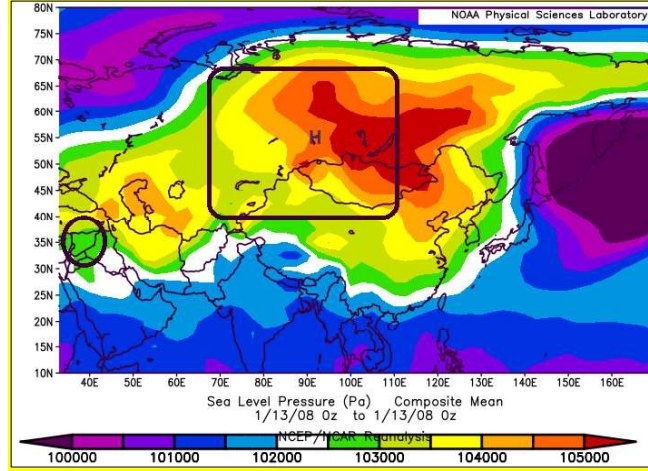 NOAA Physical Sciences Laboratory
80N
75N
70N
65N
60N
55N
50N
45N
40N
35N
30N
25N
20N
15N
10N
H
40E 50E 60E 70E 80E 90E 100E 110E 120E 130E 140E 150E 160E
Sea Level Pressure (Pa) Composite Mean
1/13/08 0z to 1/13/08 0z
NCEP/NCAR Reanalysis
100000 101000 102000 103000 104000 105000